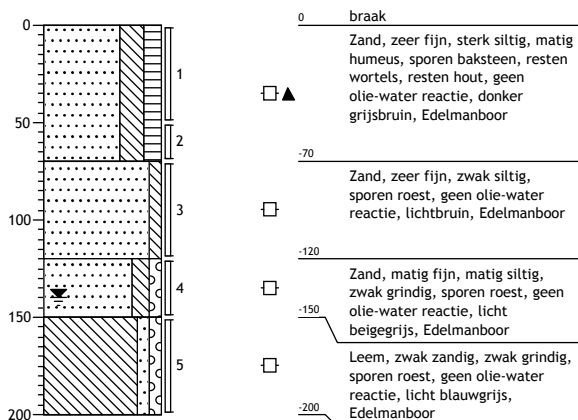 0
50
100
150
200
1
2
3
4
5
0 braak
Zand, zeer fijn, sterk siltig, matig
humeus, sporen baksteen, resten
wortels, resten hout, geen
olie-water reactie, donker
grijsbruin, Edelmanboor
-70
Zand, zeer fijn, zwak siltig,
sporen roest, geen olie-water
reactie, lichtbruin, Edelmanboor
-120
Zand, matig fijn, matig siltig,
zwak grindig, sporen roest, geen
olie-water reactie, licht
beigegrijs, Edelmanboor
-150
Leem, zwak zandig, zwak grindig,
sporen roest, geen olie-water
reactie, licht blauwgrijs,
Edelmanboor
-200